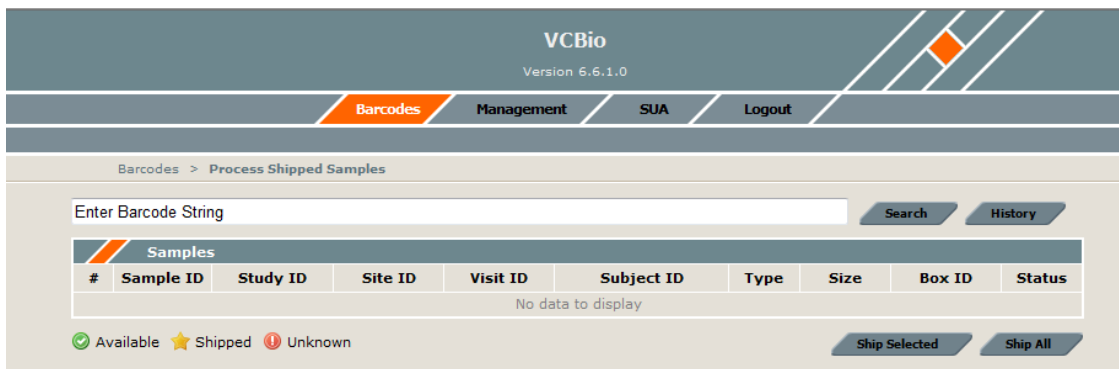 VCBio
Version 6.6.1.0
Barcodes Management SUA Logout
Barcodes > Process Shipped Samples
Enter Barcode String Search History
Samples
# Sample ID Study ID Site ID Visit ID Subject ID Type Size Box ID Status
No data to display
Available Shipped Unknown Ship Selected Ship All